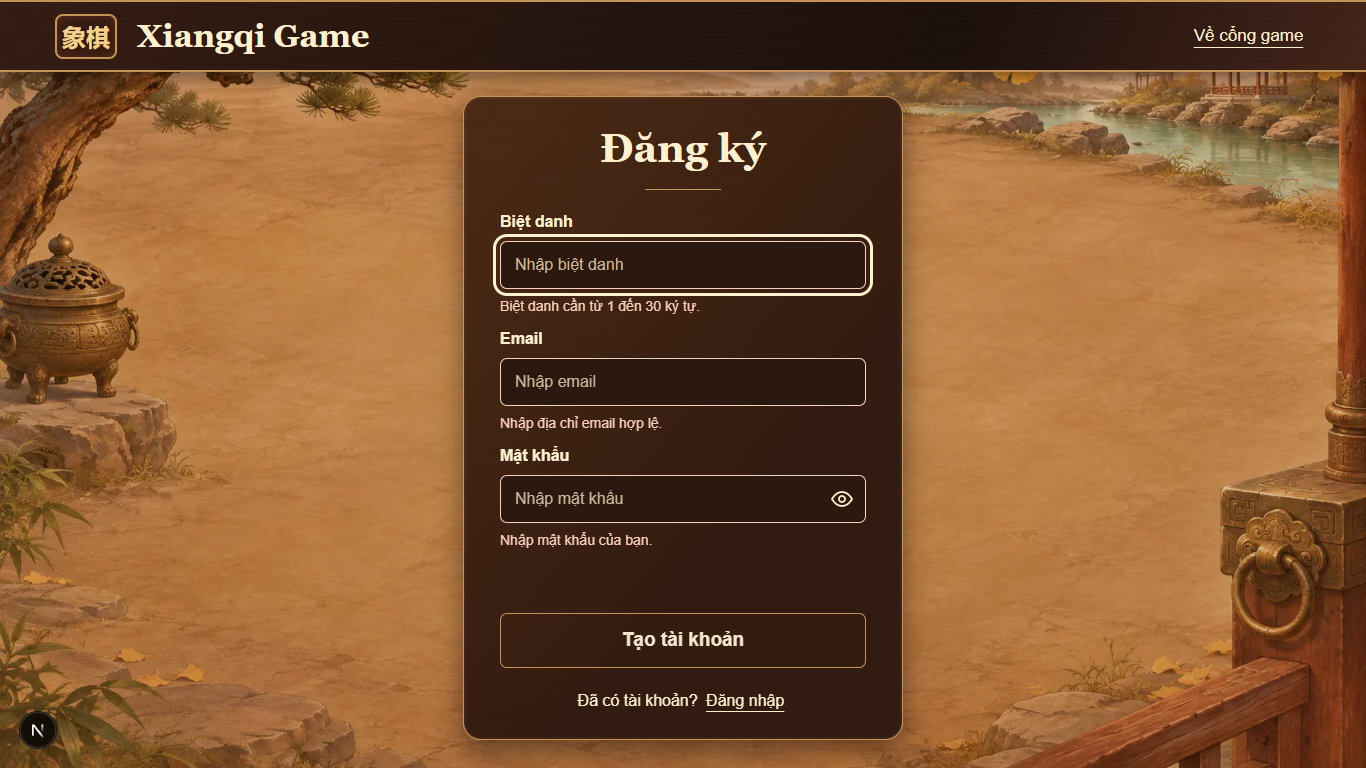 象棋 Xiangqi Game
Về cổng game
Đăng ký
Biệt danh
Nhập biệt danh
Biệt danh cần từ 1 đến 30 ký tự.
Email
Nhập email
Nhập địa chỉ email hợp lệ.
Mật khẩu
Nhập mật khẩu
Nhập mật khẩu của bạn.
Tạo tài khoản
Đã có tài khoản? Đăng nhập
N